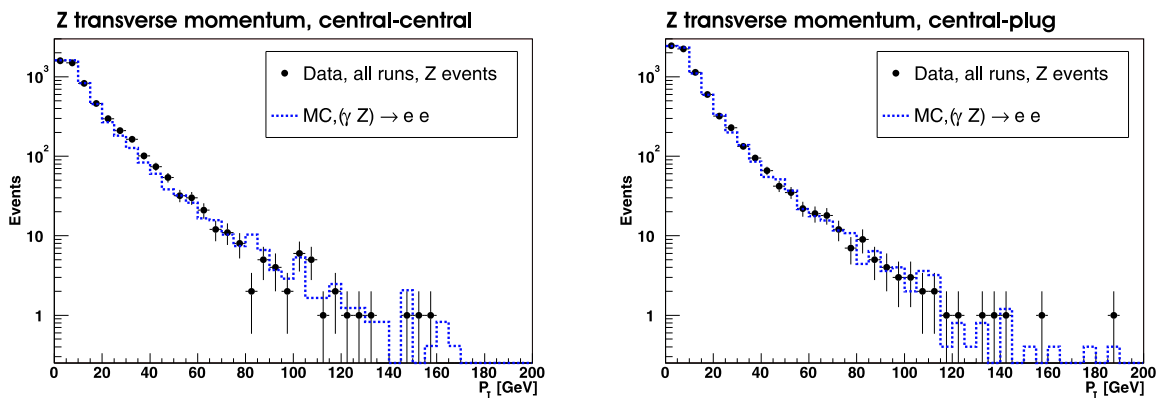 Z transverse momentum, central-central
Events
10³
10²
10
1
Data, all runs, Z events
MC,(γ Z) → e e
0 20 40 60 80 100 120 140 160 180 200
P_T [GeV]
Z transverse momentum, central-plug
Events
10³
10²
10
1
Data, all runs, Z events
MC,(γ Z) → e e
0 20 40 60 80 100 120 140 160 180 200
P_T [GeV]